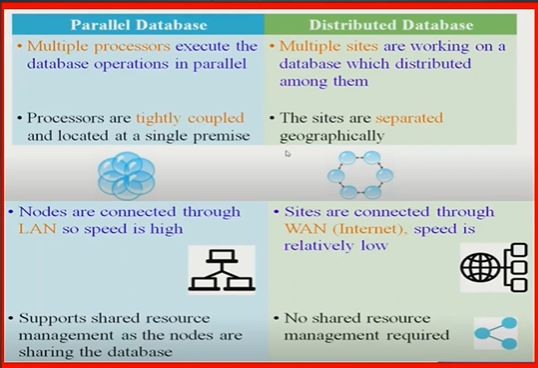 Parallel Database
• Multiple processors execute the
database operations in parallel
• Processors are tightly coupled
and located at a single premise
• Nodes are connected through
LAN so speed is high
• Supports shared resource
management as the nodes are
sharing the database
Distributed Database
• Multiple sites are working on a
database which distributed
among them
• The sites are separated
geographically
• Sites are connected through
WAN (Internet), speed is
relatively low
• No shared resource
management required